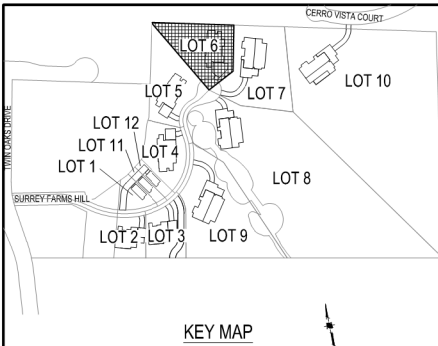 CERRO VISTA COURT
LOT 6
LOT 10
LOT 5
LOT 7
TWIN OAKS DRIVE
LOT 12
LOT 11
LOT 4
LOT 1
LOT 8
SURREY FARMS HILL
LOT 2
LOT 3
LOT 9
KEY MAP